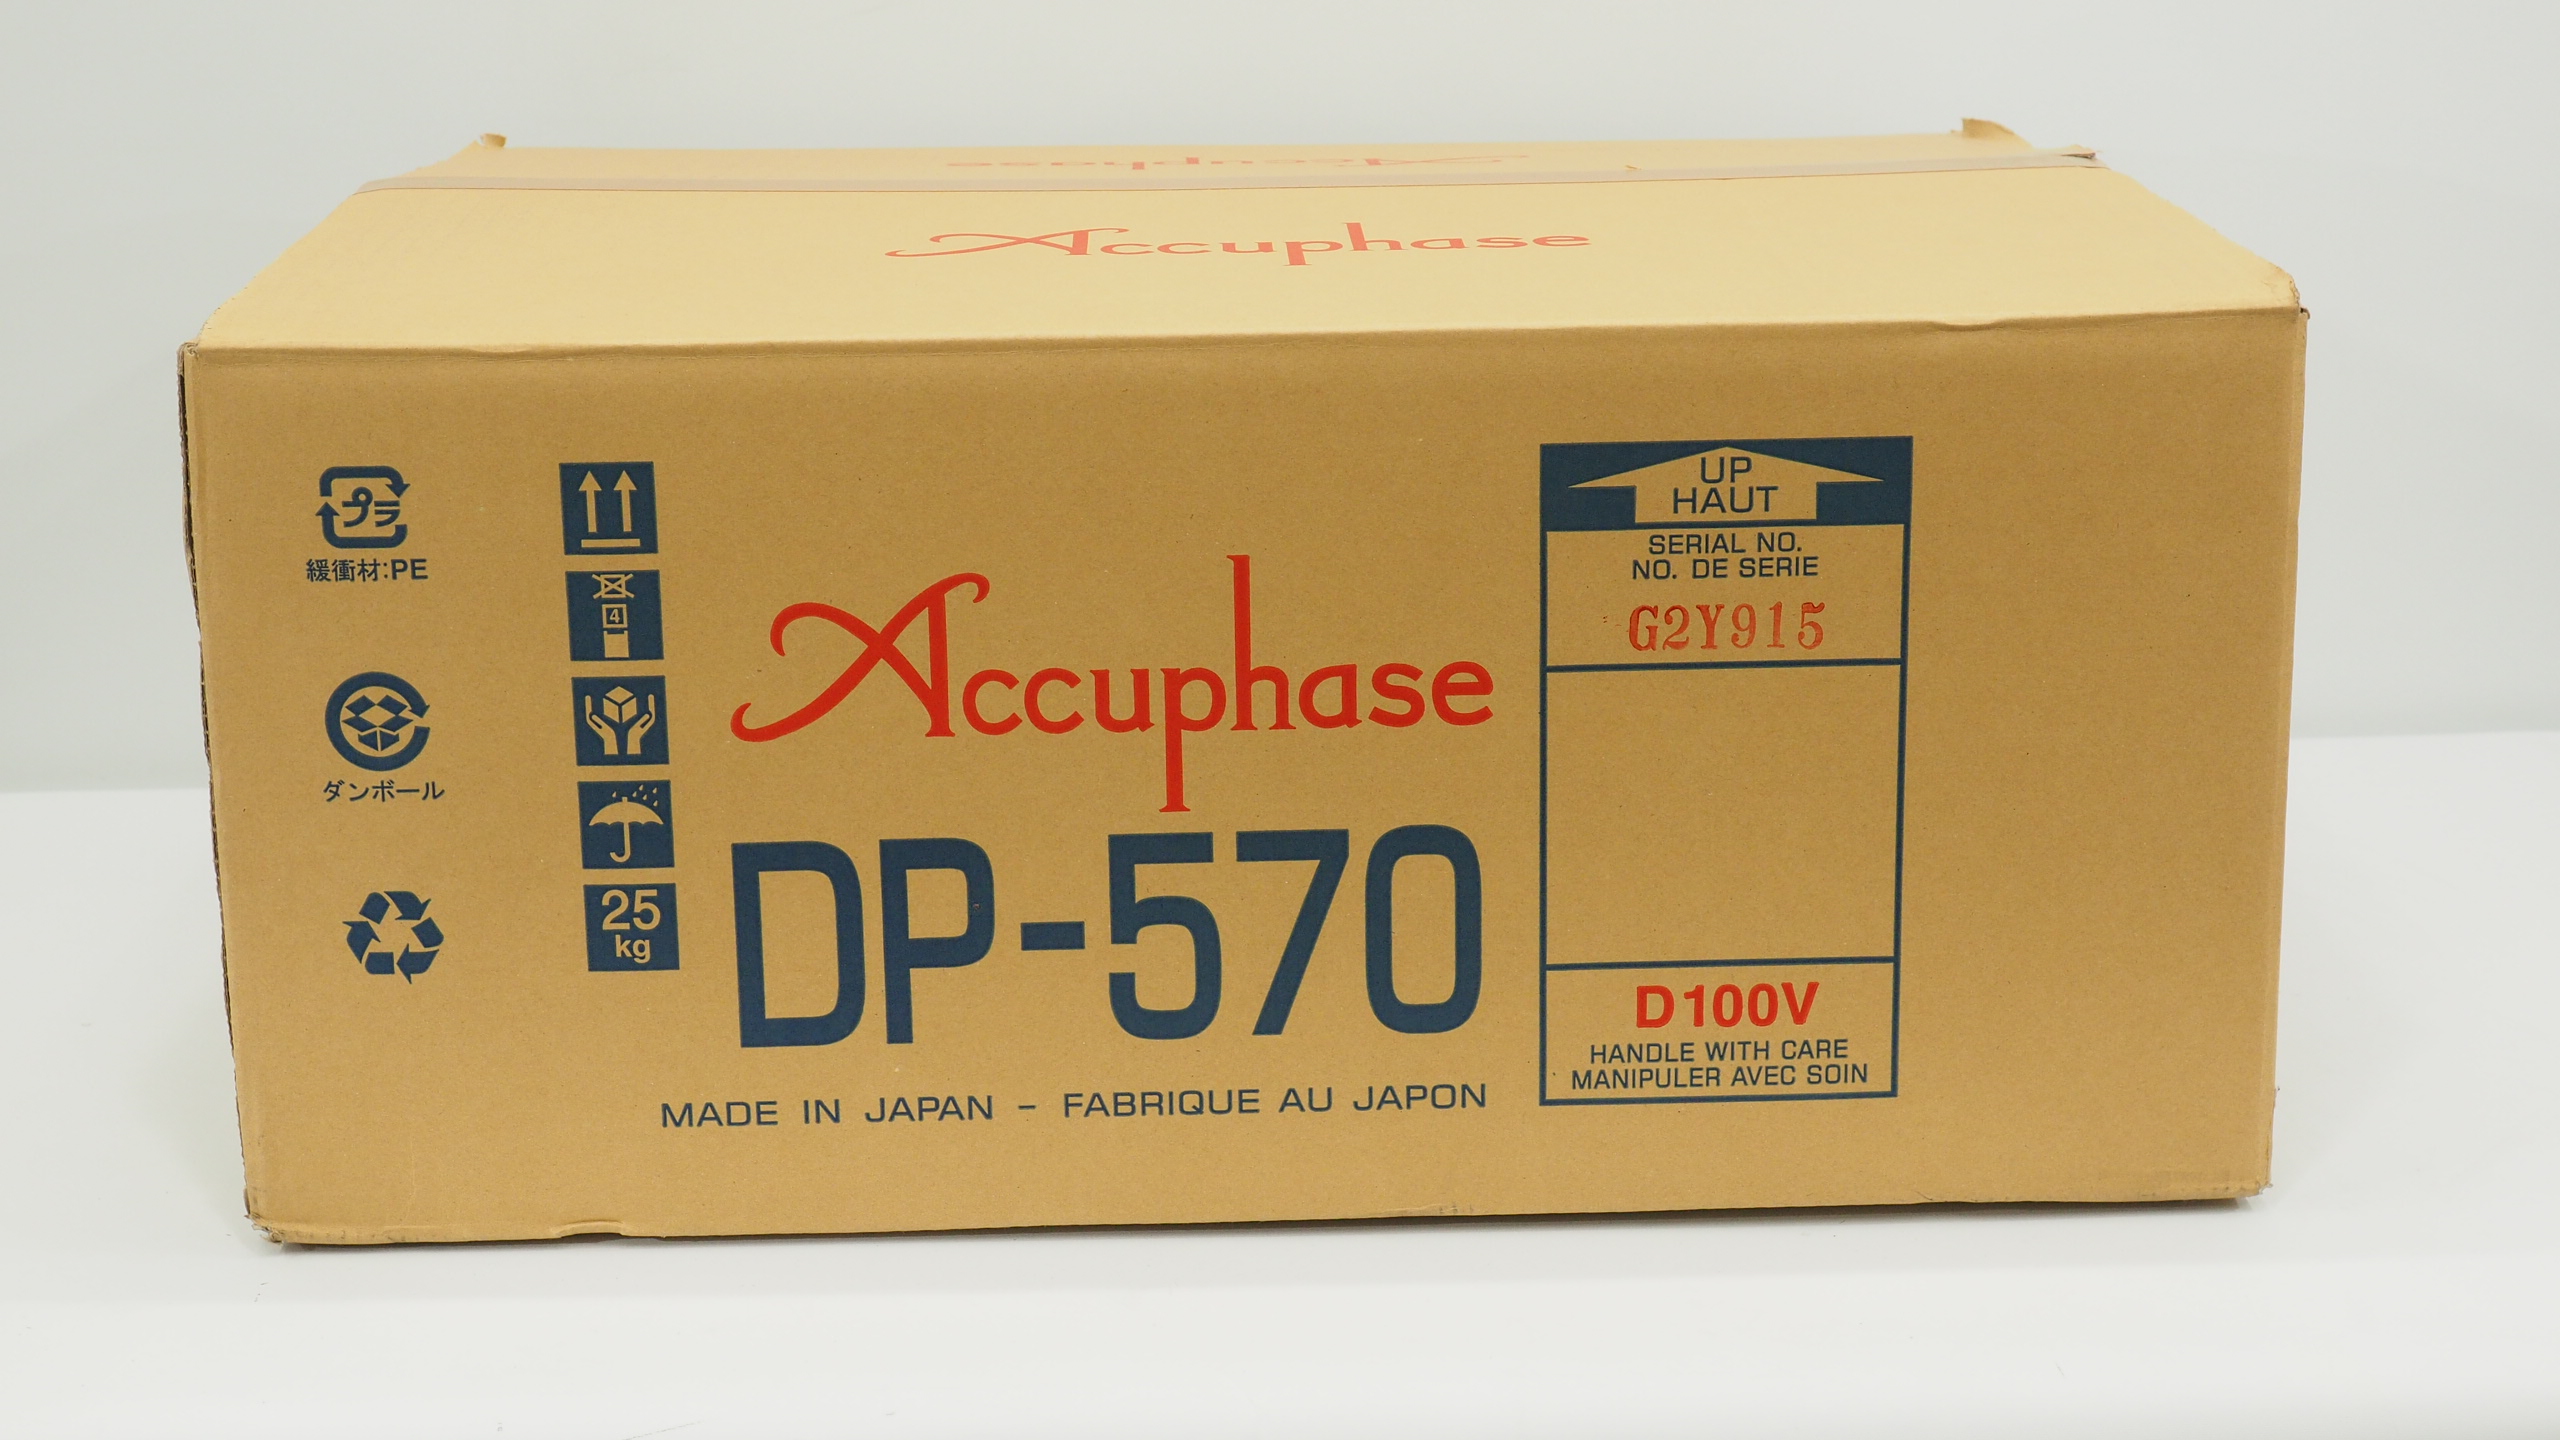 Accuphase
Accuphase
プラ
緩衝材:PE
ダンボール
4
25
kg
Accuphase
DP-570
MADE IN JAPAN - FABRIQUE AU JAPON
UP
HAUT
SERIAL NO.
NO. DE SERIE
G2Y915
D100V
HANDLE WITH CARE
MANIPULER AVEC SOIN